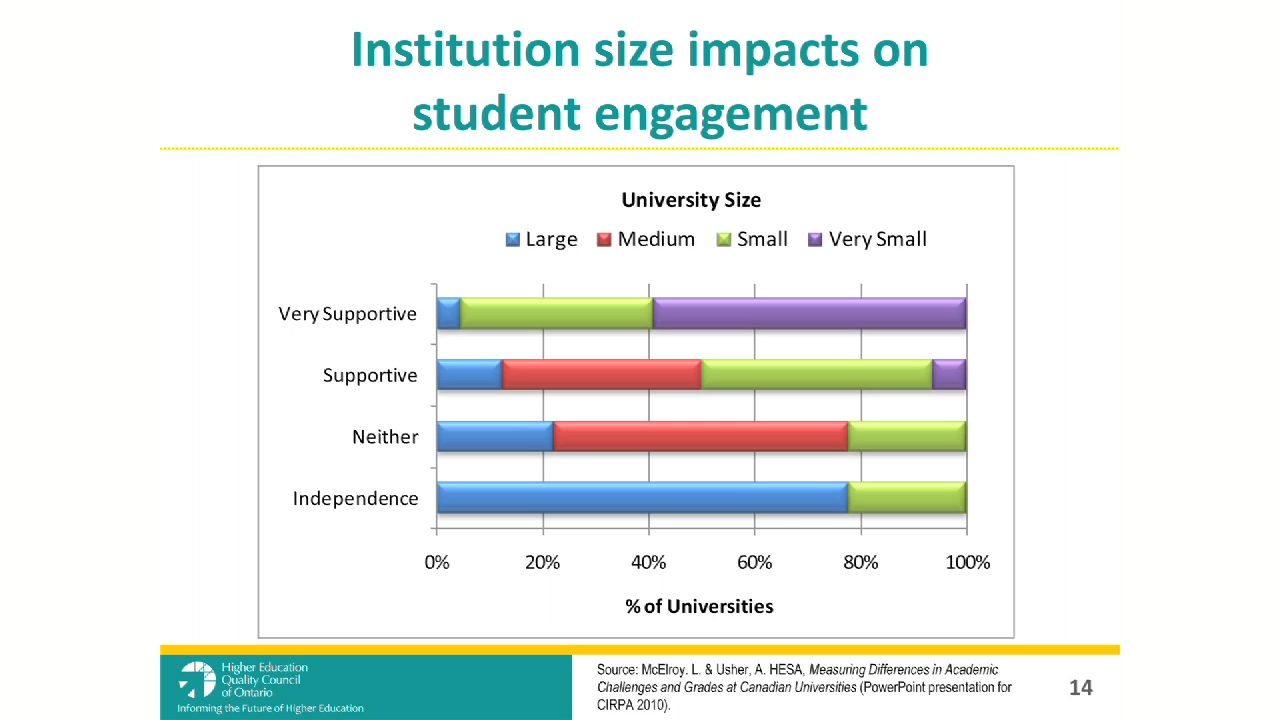 Institution size impacts on
student engagement
University Size
Large Medium Small Very Small
Very Supportive
Supportive
Neither
Independence
0% 20% 40% 60% 80% 100%
% of Universities
Higher Education
Quality Council
of Ontario
Informing the Future of Higher Education
Source: McElroy. L. & Usher, A. HESA, Measuring Differences in Academic
Challenges and Grades at Canadian Universities (PowerPoint presentation for
CIRPA 2010).
14